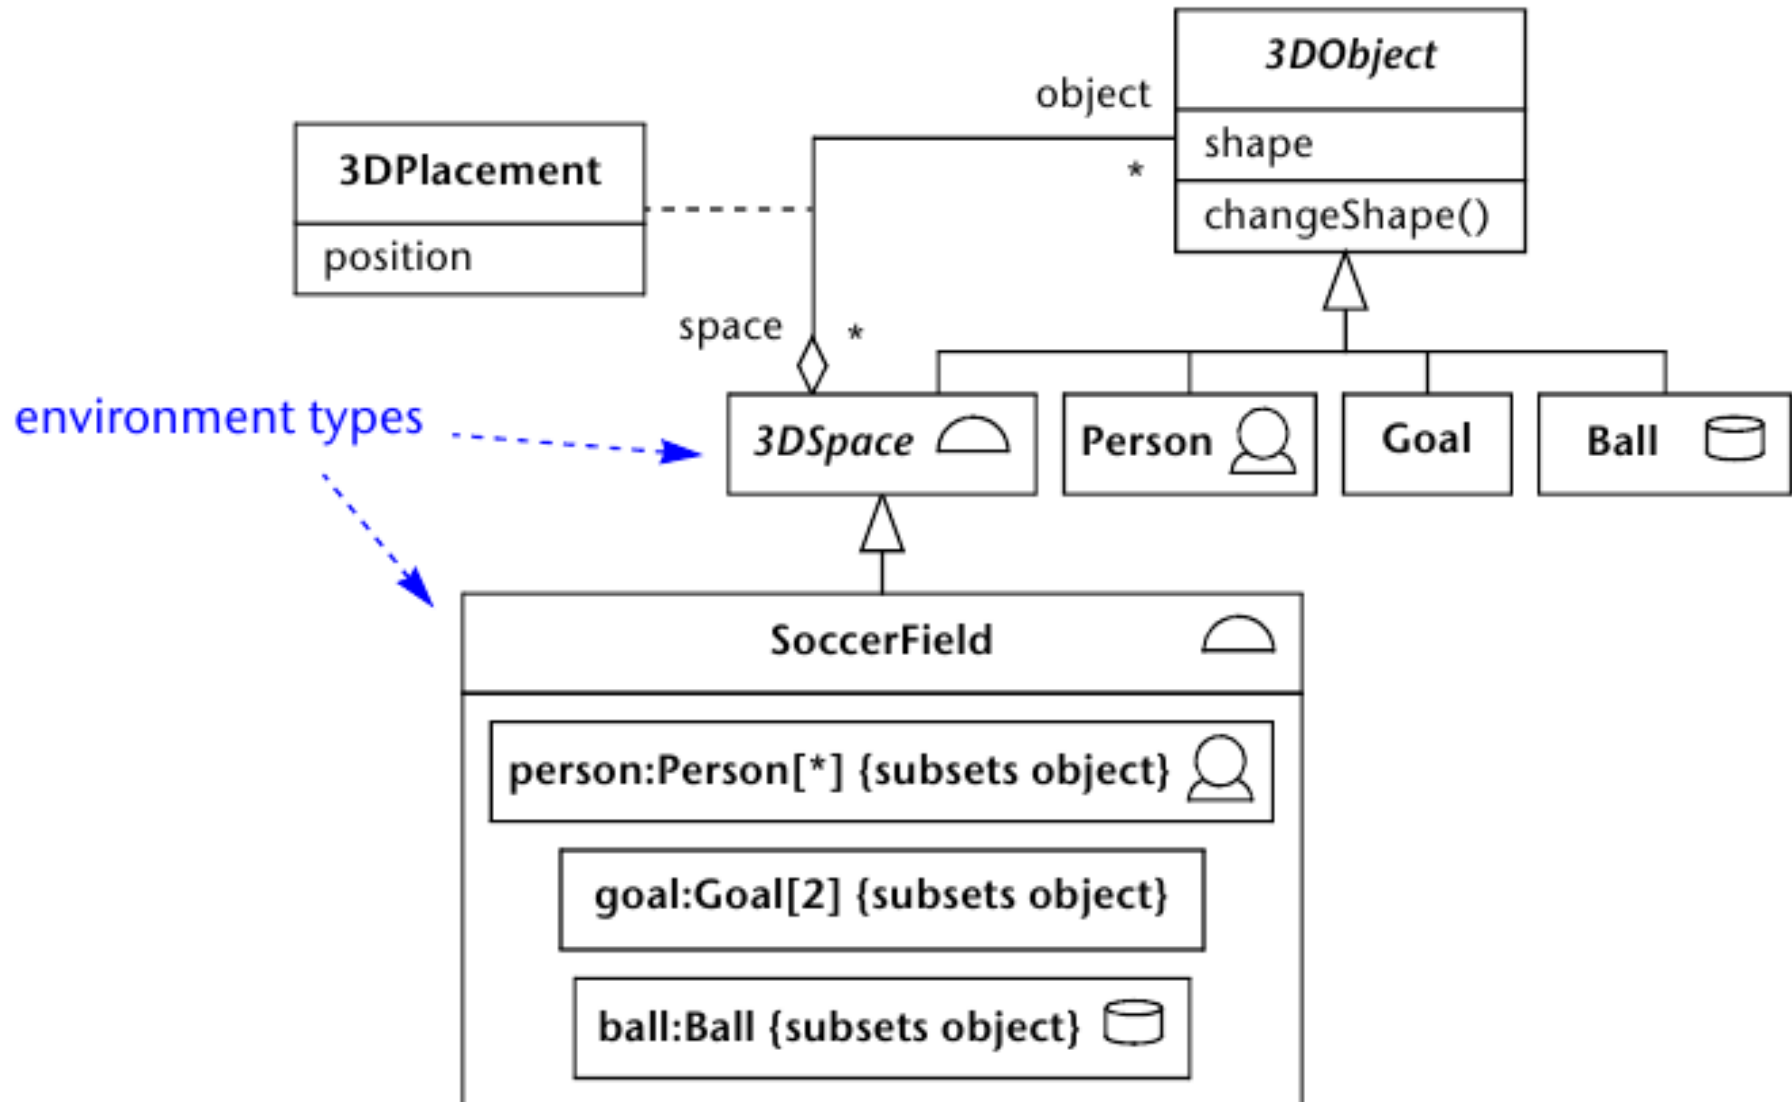 3DObject
object
shape
*
changeShape()
3DPlacement
position
space
*
environment types
3DSpace
Person
Goal
Ball
SoccerField
person:Person[*] {subsets object}
goal:Goal[2] {subsets object}
ball:Ball {subsets object}